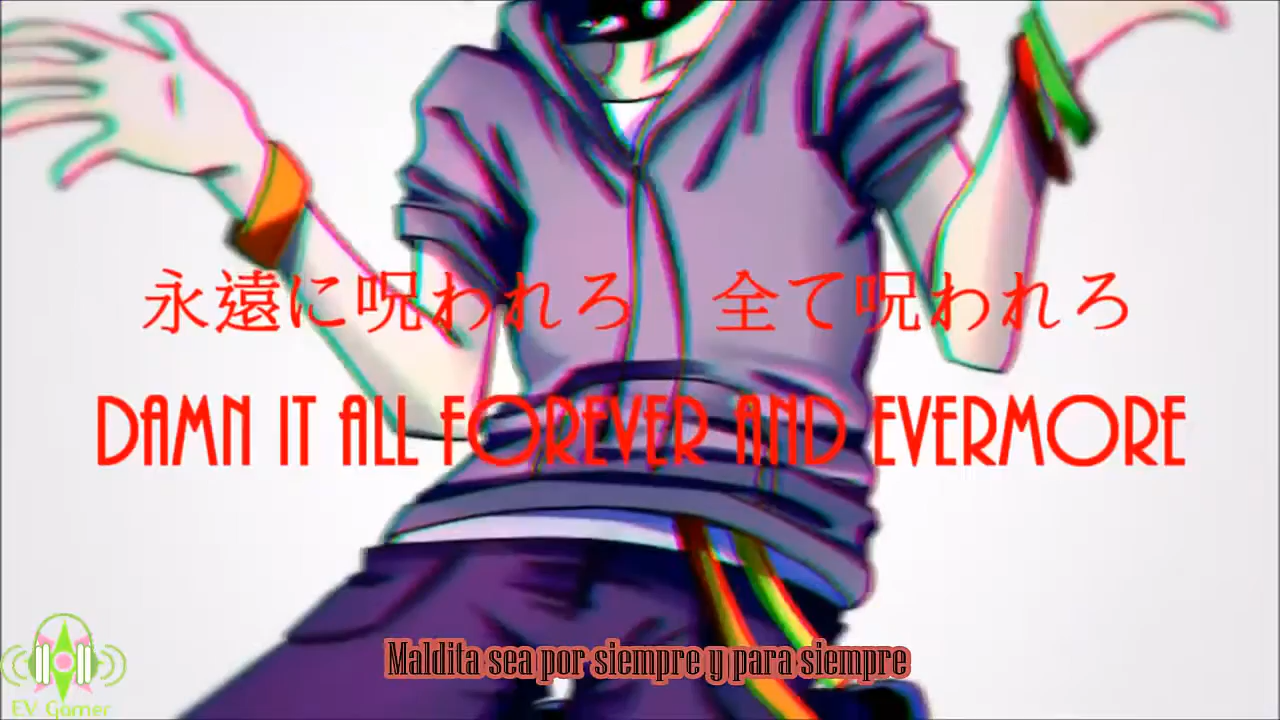 永遠に呪われろ　全て呪われろ
DAMN IT ALL FOREVER AND EVERMORE
Maldita sea por siempre y para siempre
EV Gamer